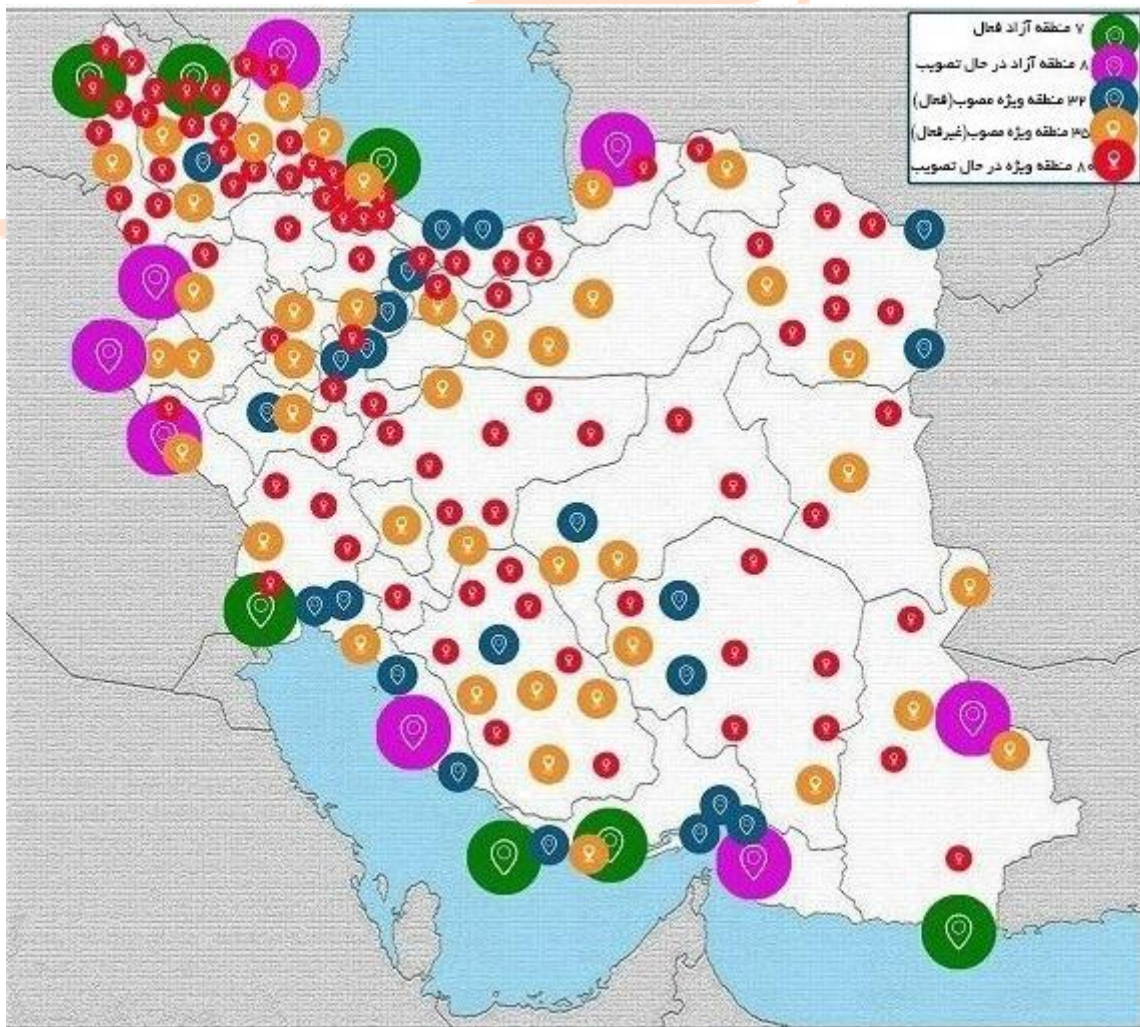 ۷ منطقه آزاد فعال
۸ منطقه آزاد در حال تصویب
۳۲ منطقه ویژه مصوب(فعال)
۳۵ منطقه ویژه مصوب(غیرفعال)
۸۰ منطقه ویژه در حال تصویب